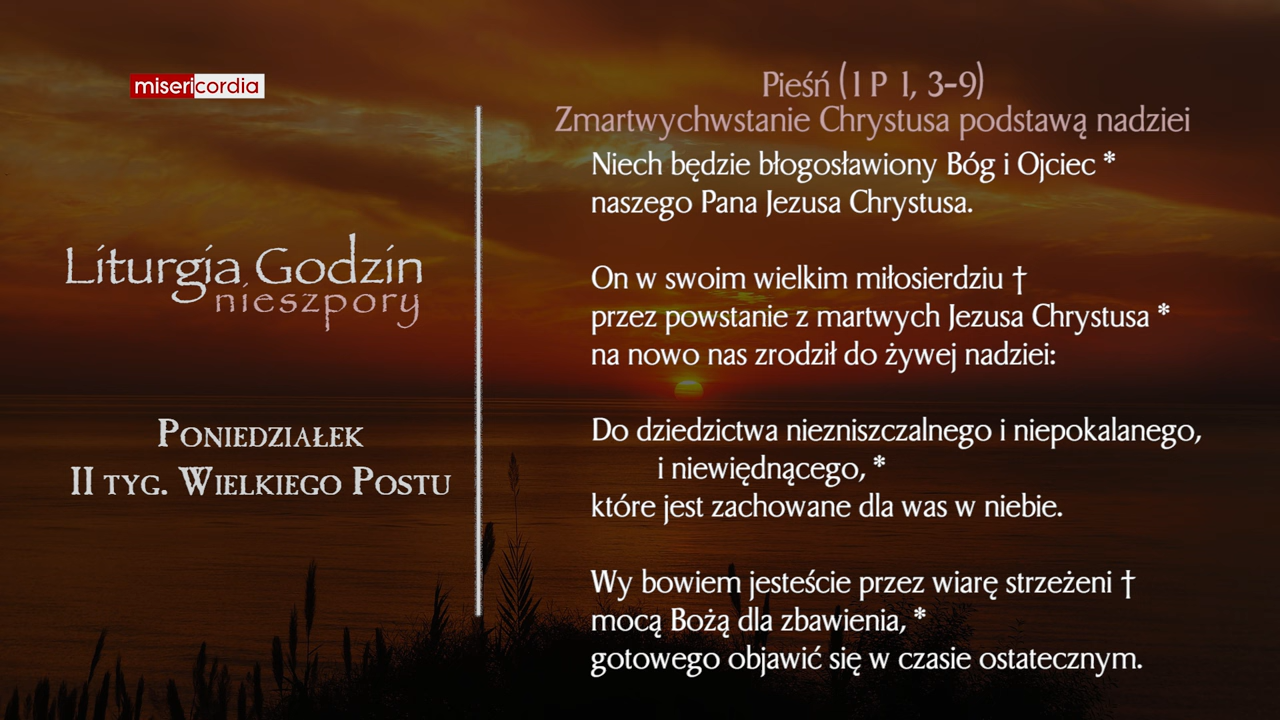 misericordia
Liturgia Godzin
nieszpory
Poniedziałek
II tyg. Wielkiego Postu
Pieśń (1 P 1, 3-9)
Zmartwychwstanie Chrystusa podstawą nadziei
Niech będzie błogosławiony Bóg i Ojciec *
naszego Pana Jezusa Chrystusa.
On w swoim wielkim miłosierdziu †
przez powstanie z martwych Jezusa Chrystusa *
na nowo nas zrodził do żywej nadziei:
Do dziedzictwa niezniszczalnego i niepokalanego,
i niewiędnącego, *
które jest zachowane dla was w niebie.
Wy bowiem jesteście przez wiarę strzeżeni †
mocą Bożą dla zbawienia, *
gotowego objawić się w czasie ostatecznym.